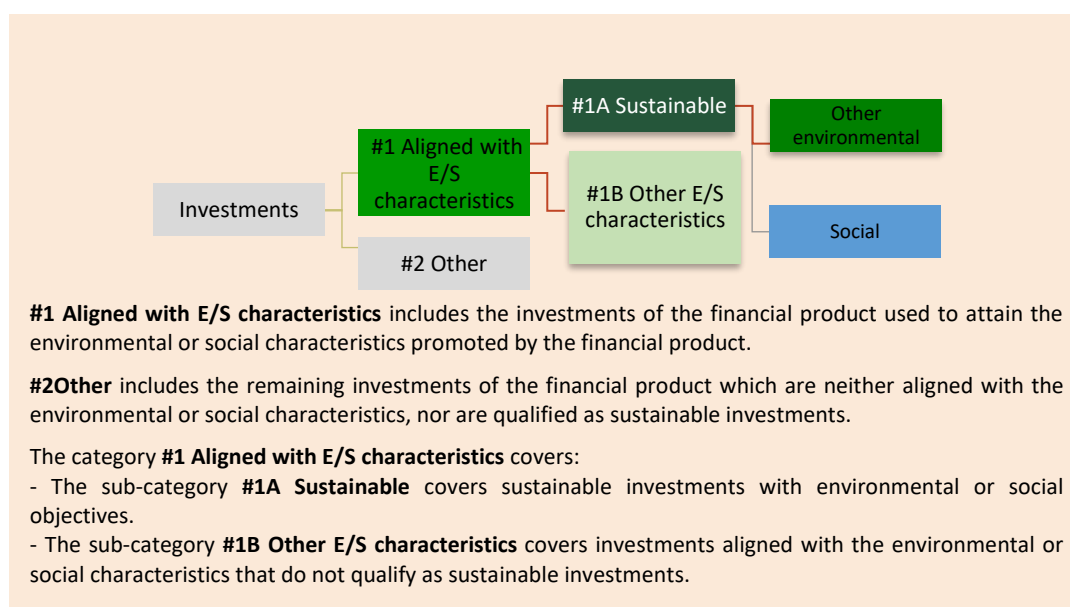 #1A Sustainable
Other
environmental
#1 Aligned with
E/S
characteristics
#1B Other E/S
characteristics
Investments
Social
#2 Other
#1 Aligned with E/S characteristics includes the investments of the financial product used to attain the
environmental or social characteristics promoted by the financial product.
#2Other includes the remaining investments of the financial product which are neither aligned with the
environmental or social characteristics, nor are qualified as sustainable investments.
The category #1 Aligned with E/S characteristics covers:
- The sub-category #1A Sustainable covers sustainable investments with environmental or social
objectives.
- The sub-category #1B Other E/S characteristics covers investments aligned with the environmental or
social characteristics that do not qualify as sustainable investments.